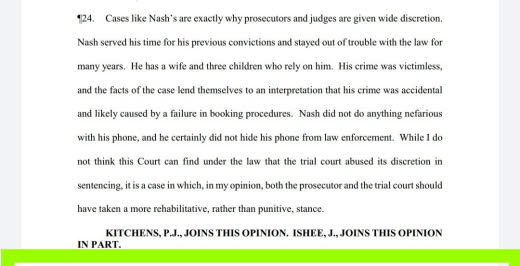 ¶24. Cases like Nash's are exactly why prosecutors and judges are given wide discretion.
Nash served his time for his previous convictions and stayed out of trouble with the law for
many years. He has a wife and three children who rely on him. His crime was victimless,
and the facts of the case lend themselves to an interpretation that his crime was accidental
and likely caused by a failure in booking procedures. Nash did not do anything nefarious
with his phone, and he certainly did not hide his phone from law enforcement. While I do
not think this Court can find under the law that the trial court abused its discretion in
sentencing, it is a case in which, in my opinion, both the prosecutor and the trial court should
have taken a more rehabilitative, rather than punitive, stance.
KITCHENS, P.J., JOINS THIS OPINION. ISHEE, J., JOINS THIS OPINION
IN PART.